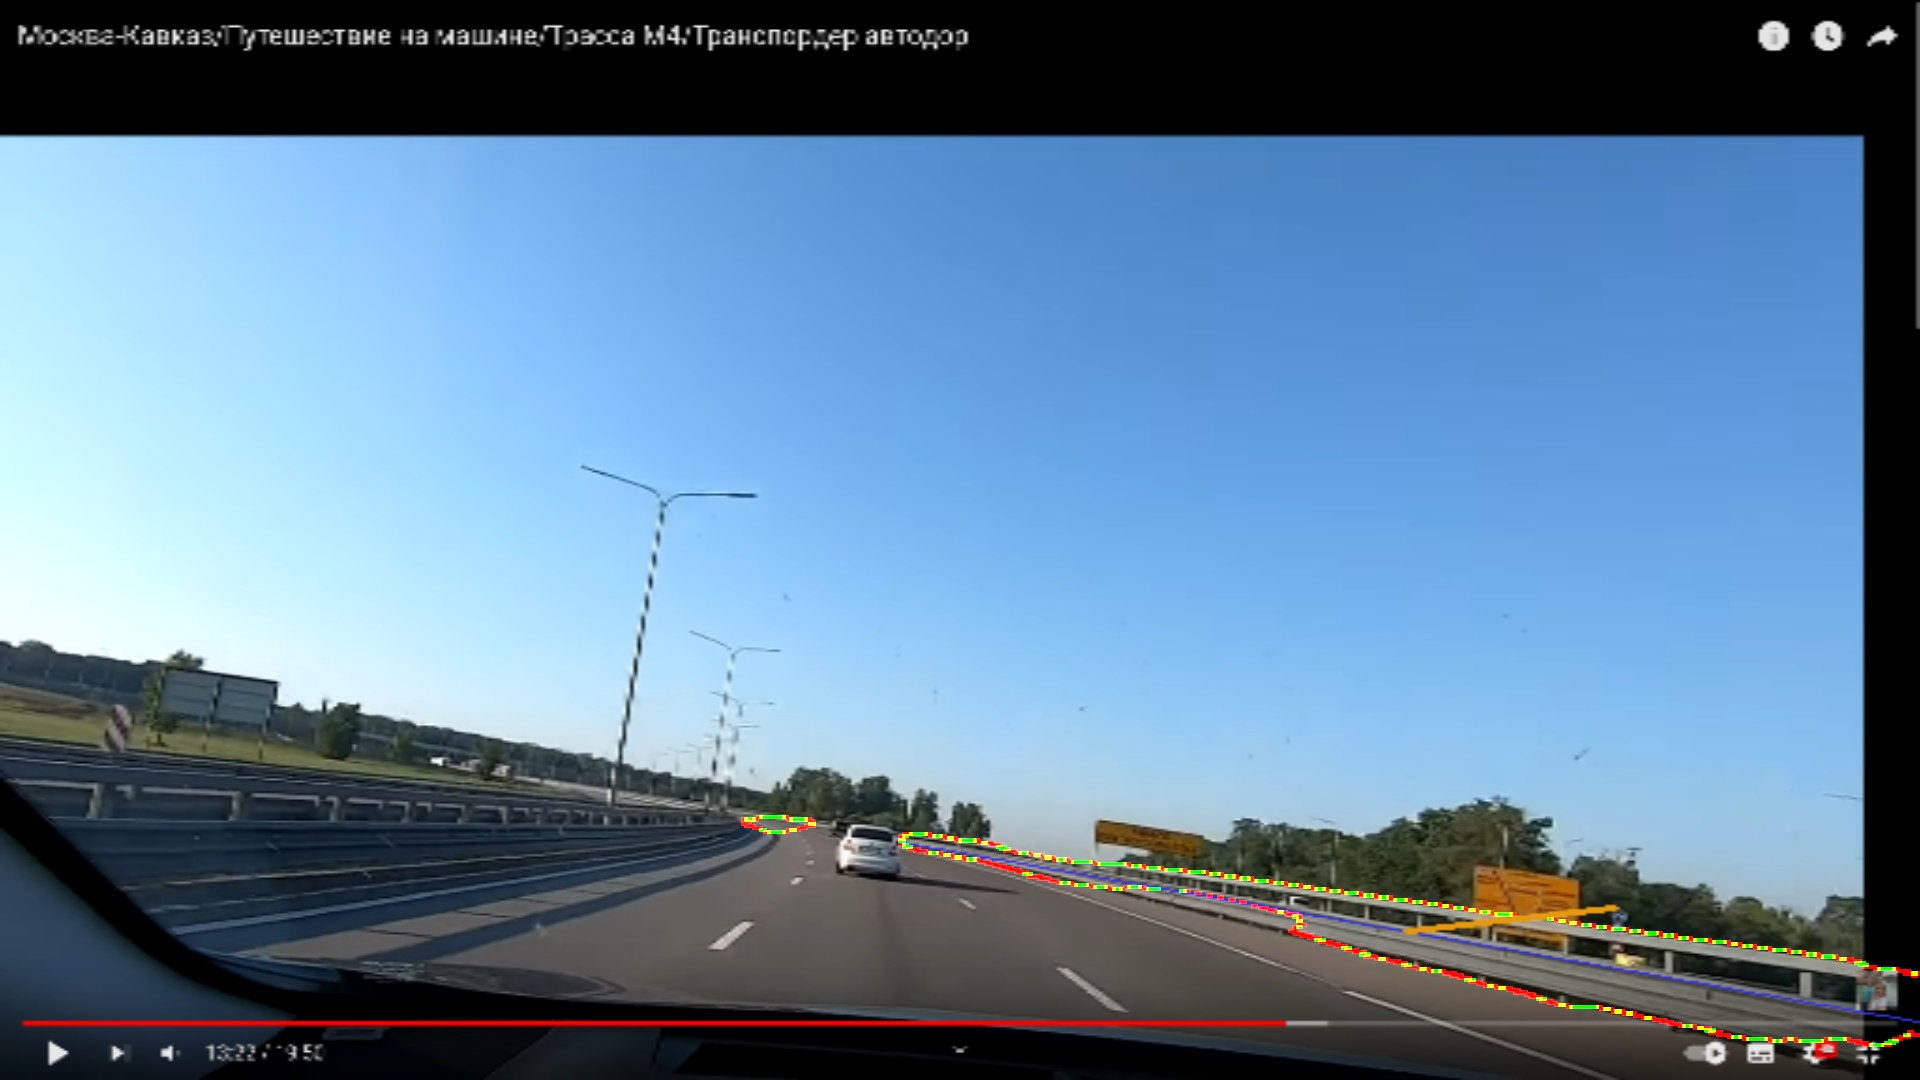 Москва-Кавказ/Путешествие на машине/Трасса М4/Транспордер автодор
13:22 / 19:50